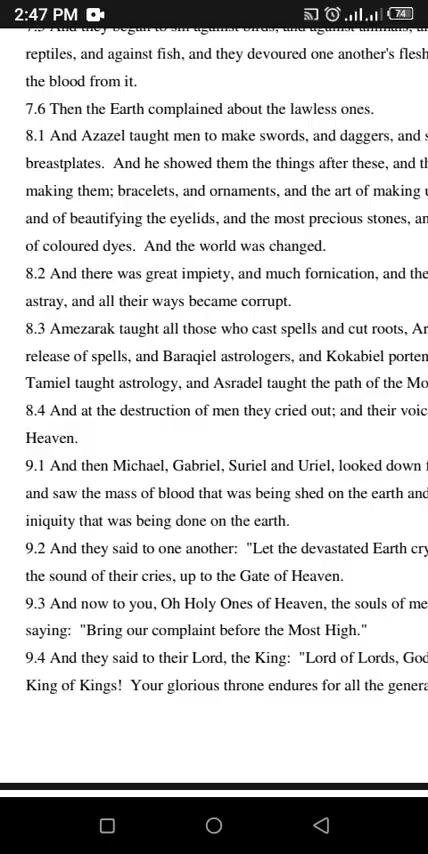 2:47 PM 74
7.5 And they began to sin against birds, and against animals,
reptiles, and against fish, and they devoured one another's flesh
the blood from it.
7.6 Then the Earth complained about the lawless ones.
8.1 And Azazel taught men to make swords, and daggers, and s
breastplates. And he showed them the things after these, and th
making them; bracelets, and ornaments, and the art of making u
and of beautifying the eyelids, and the most precious stones, an
of coloured dyes. And the world was changed.
8.2 And there was great impiety, and much fornication, and the
astray, and all their ways became corrupt.
8.3 Amezarak taught all those who cast spells and cut roots, Ar
release of spells, and Baraqiel astrologers, and Kokabiel porten
Tamiel taught astrology, and Asradel taught the path of the Mo
8.4 And at the destruction of men they cried out; and their voic
Heaven.
9.1 And then Michael, Gabriel, Suriel and Uriel, looked down f
and saw the mass of blood that was being shed on the earth and
iniquity that was being done on the earth.
9.2 And they said to one another: "Let the devastated Earth cry
the sound of their cries, up to the Gate of Heaven.
9.3 And now to you, Oh Holy Ones of Heaven, the souls of me
saying: "Bring our complaint before the Most High."
9.4 And they said to their Lord, the King: "Lord of Lords, God
King of Kings! Your glorious throne endures for all the genera